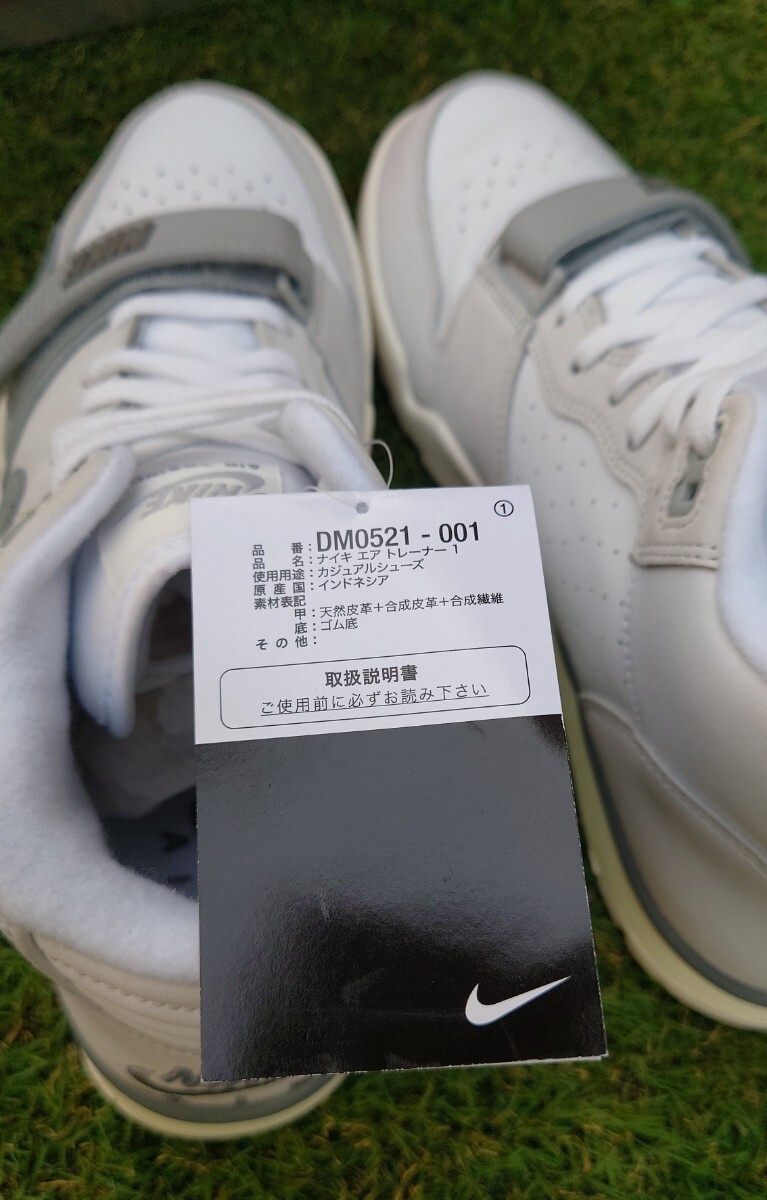 ①
品　番：DM0521 - 001
品　名：ナイキ エア トレーナー 1
使用用途：カジュアルシューズ
原 産 国：インドネシア
素材表記
甲：天然皮革＋合成皮革＋合成繊維
底：ゴム底
そ の 他：
取扱説明書
ご使用前に必ずお読み下さい
NIKE